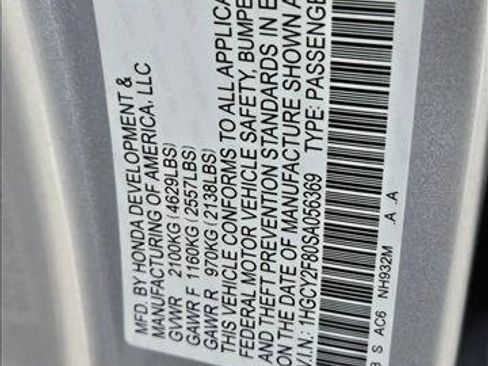 MFD. BY HONDA DEVELOPMENT &
MANUFACTURING OF AMERICA, LLC
GVWR 2100KG (4629LBS)
GAWR F 1160KG (2557LBS)
GAWR R 970KG (2138LBS)
THIS VEHICLE CONFORMS TO ALL APPLICA
FEDERAL MOTOR VEHICLE SAFETY, BUMPE
AND THEFT PREVENTION STANDARDS IN E
ON THE DATE OF MANUFACTURE SHOWN A
V.I.N.: 1HGCY2F80SA056369 TYPE: PASSENGE
B S AC6 NH932M .A .A